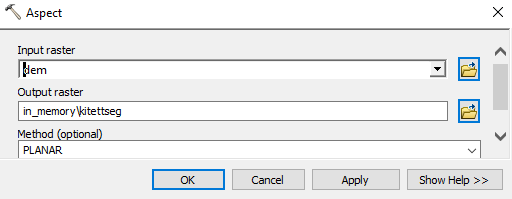 Aspect
Input raster
dem
Output raster
in_memory\kitettseg
Method (optional)
PLANAR
OK
Cancel
Apply
Show Help >>